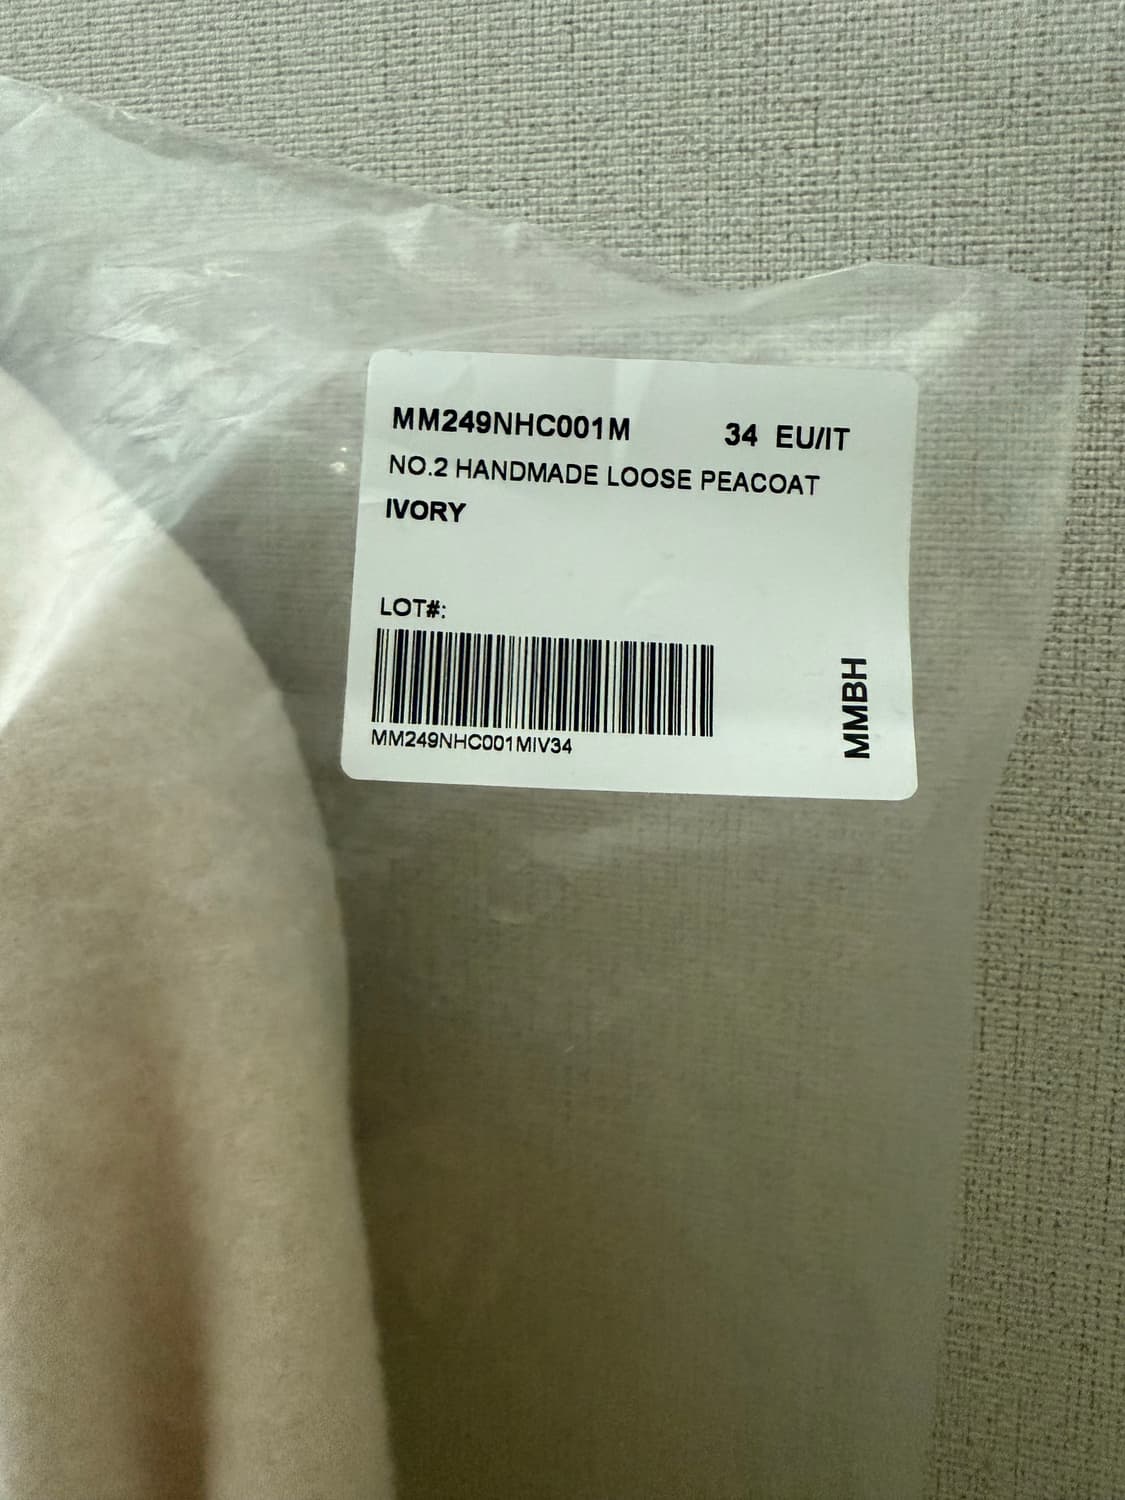 MM249NHC001M 34 EU/IT
NO.2 HANDMADE LOOSE PEACOAT
IVORY
LOT#:
MM249NHC001MIV34
MMBH